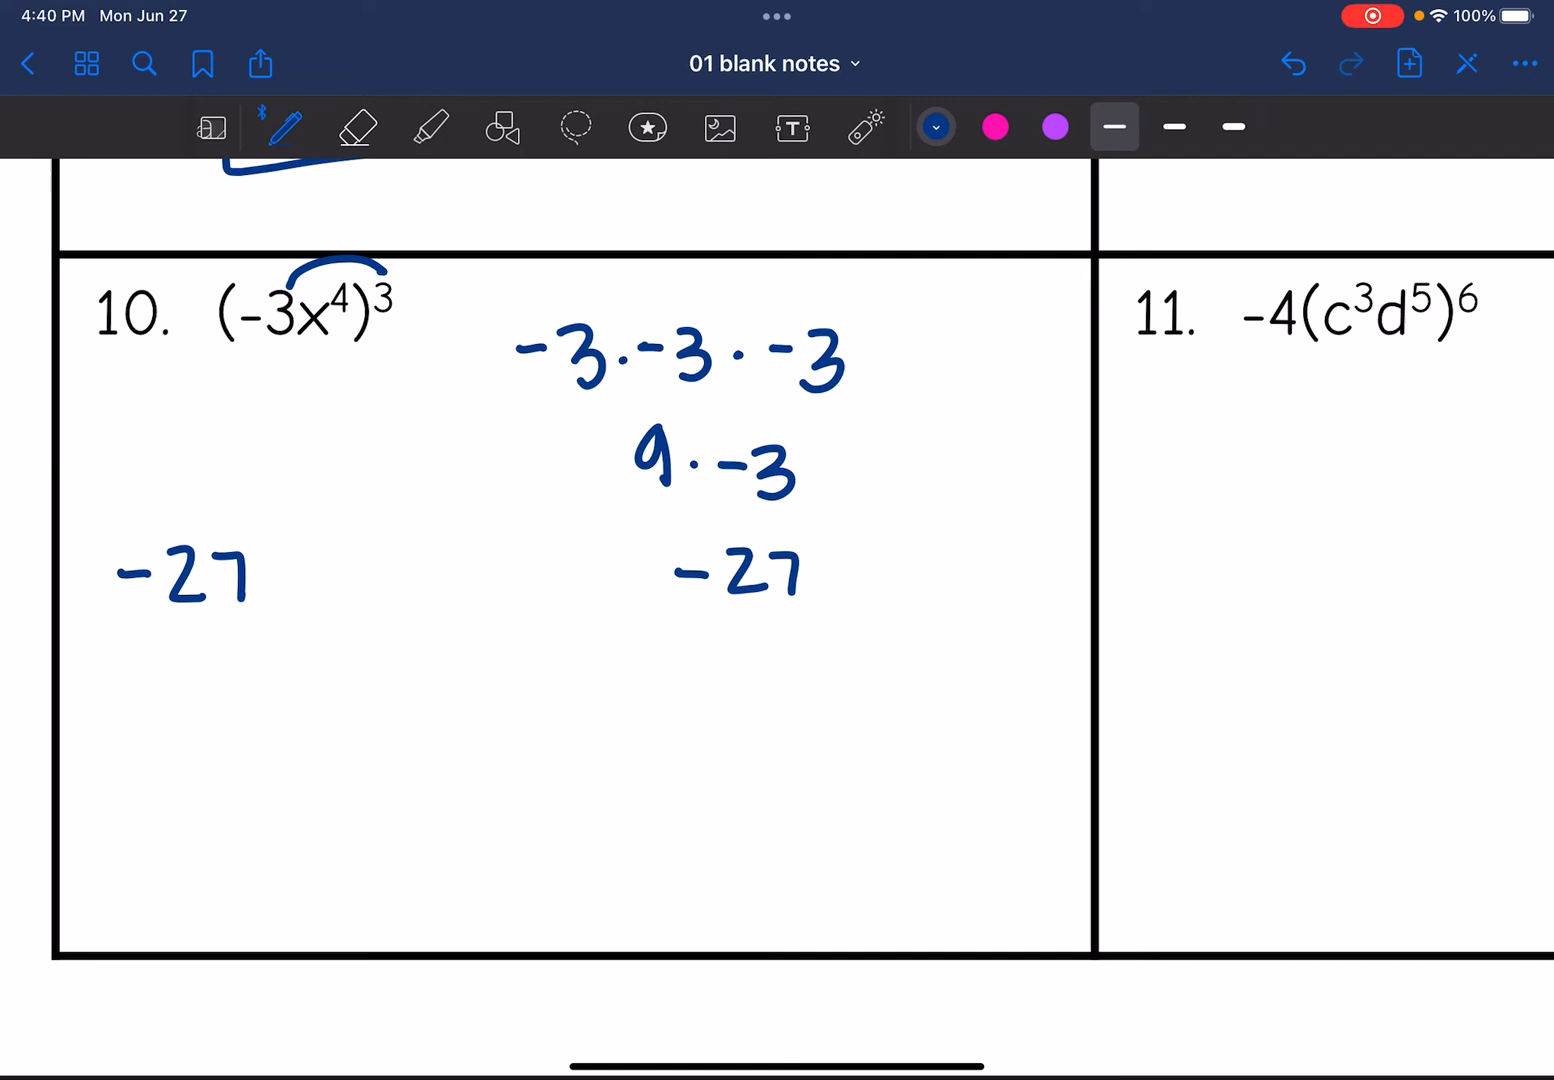 4:40 PM Mon Jun 27
100%
01 blank notes
T
10. (-3x⁴)³
-3 · -3 · -3
9 · -3
-27
-27
11. -4(c³d⁵)⁶